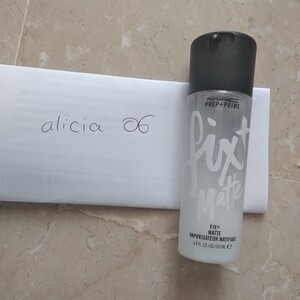 alicia 06
PREP+PRIME
fix+
Matte
FIX+
MATTE
VAPORISATEUR MATIFIANT